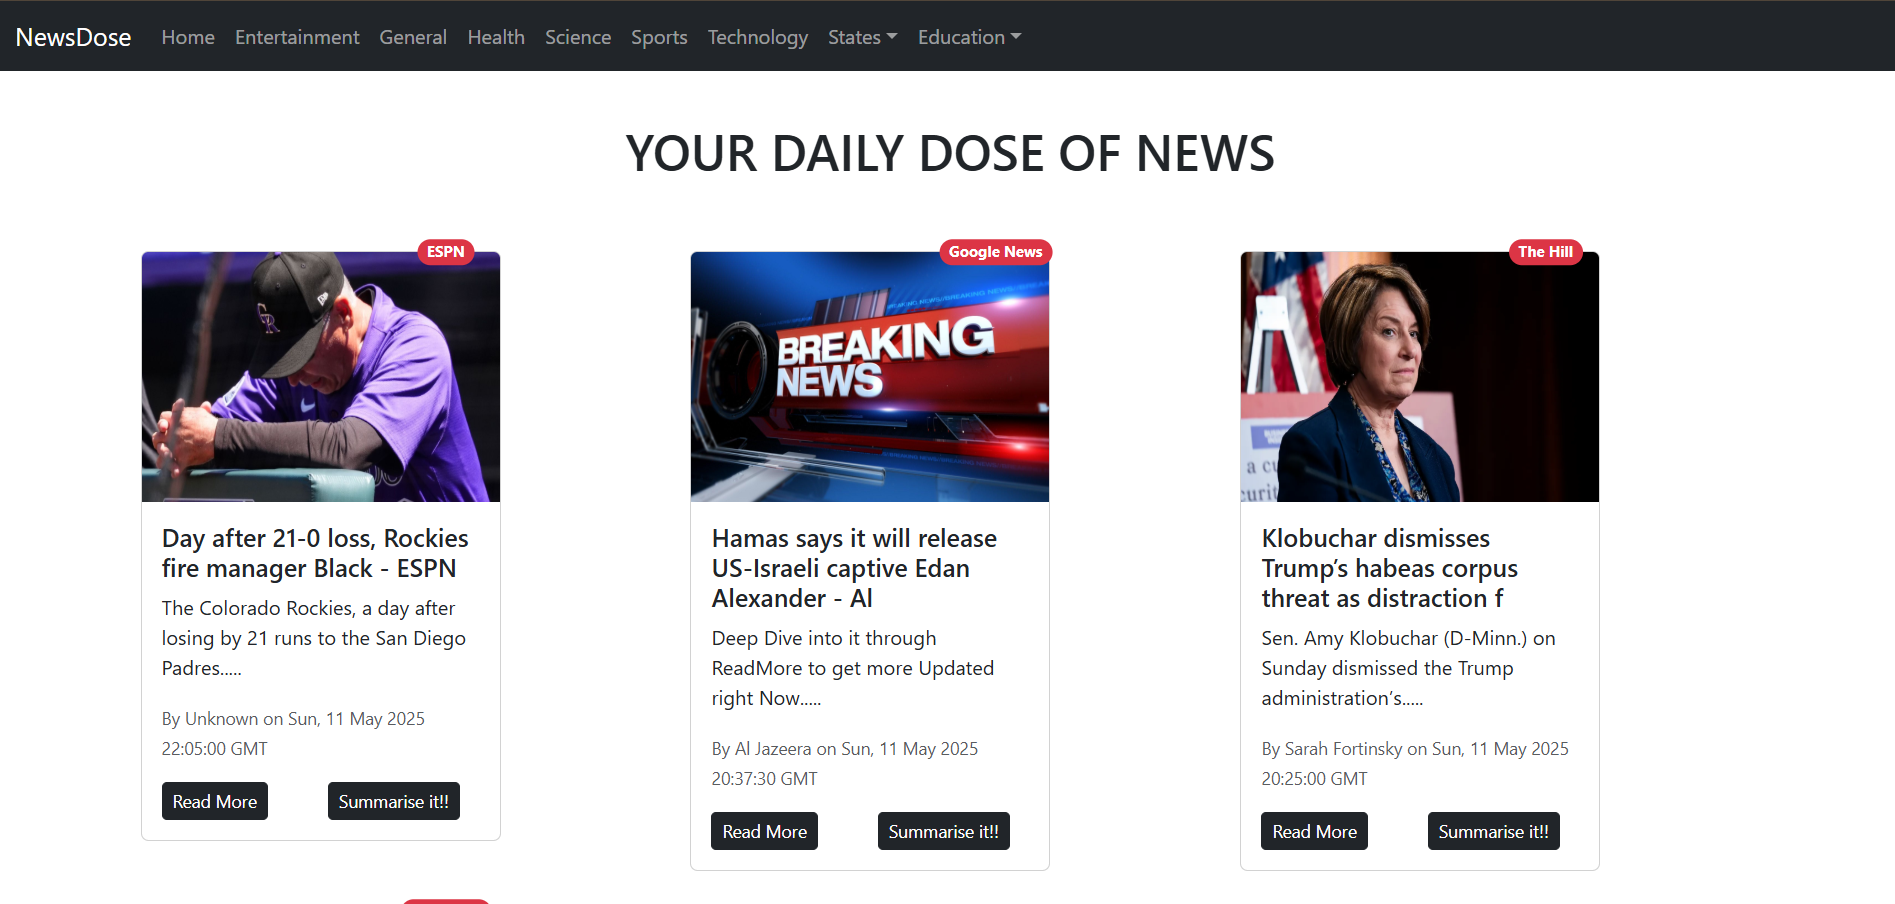 NewsDose Home Entertainment General Health Science Sports Technology States Education
YOUR DAILY DOSE OF NEWS
ESPN
Day after 21-0 loss, Rockies
fire manager Black - ESPN
The Colorado Rockies, a day after
losing by 21 runs to the San Diego
Padres.....
By Unknown on Sun, 11 May 2025
22:05:00 GMT
Read More Summarise it!!
Google News
BREAKING
NEWS
Hamas says it will release
US-Israeli captive Edan
Alexander - Al
Deep Dive into it through
ReadMore to get more Updated
right Now.....
By Al Jazeera on Sun, 11 May 2025
20:37:30 GMT
Read More Summarise it!!
The Hill
a cu
curit
Klobuchar dismisses
Trump’s habeas corpus
threat as distraction f
Sen. Amy Klobuchar (D-Minn.) on
Sunday dismissed the Trump
administration’s.....
By Sarah Fortinsky on Sun, 11 May 2025
20:25:00 GMT
Read More Summarise it!!